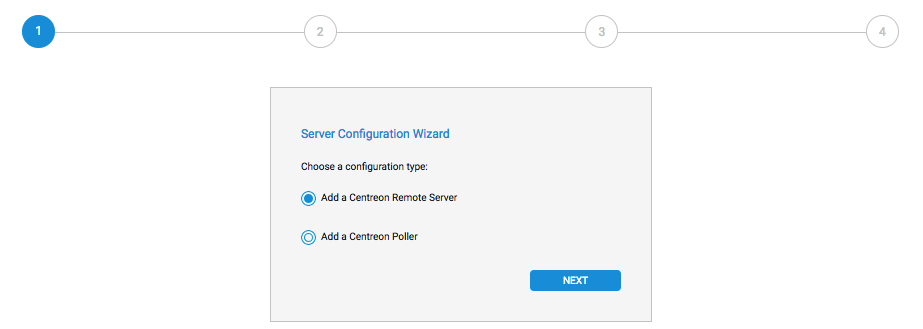 1
2
3
4
Server Configuration Wizard
Choose a configuration type:
Add a Centreon Remote Server
Add a Centreon Poller
NEXT